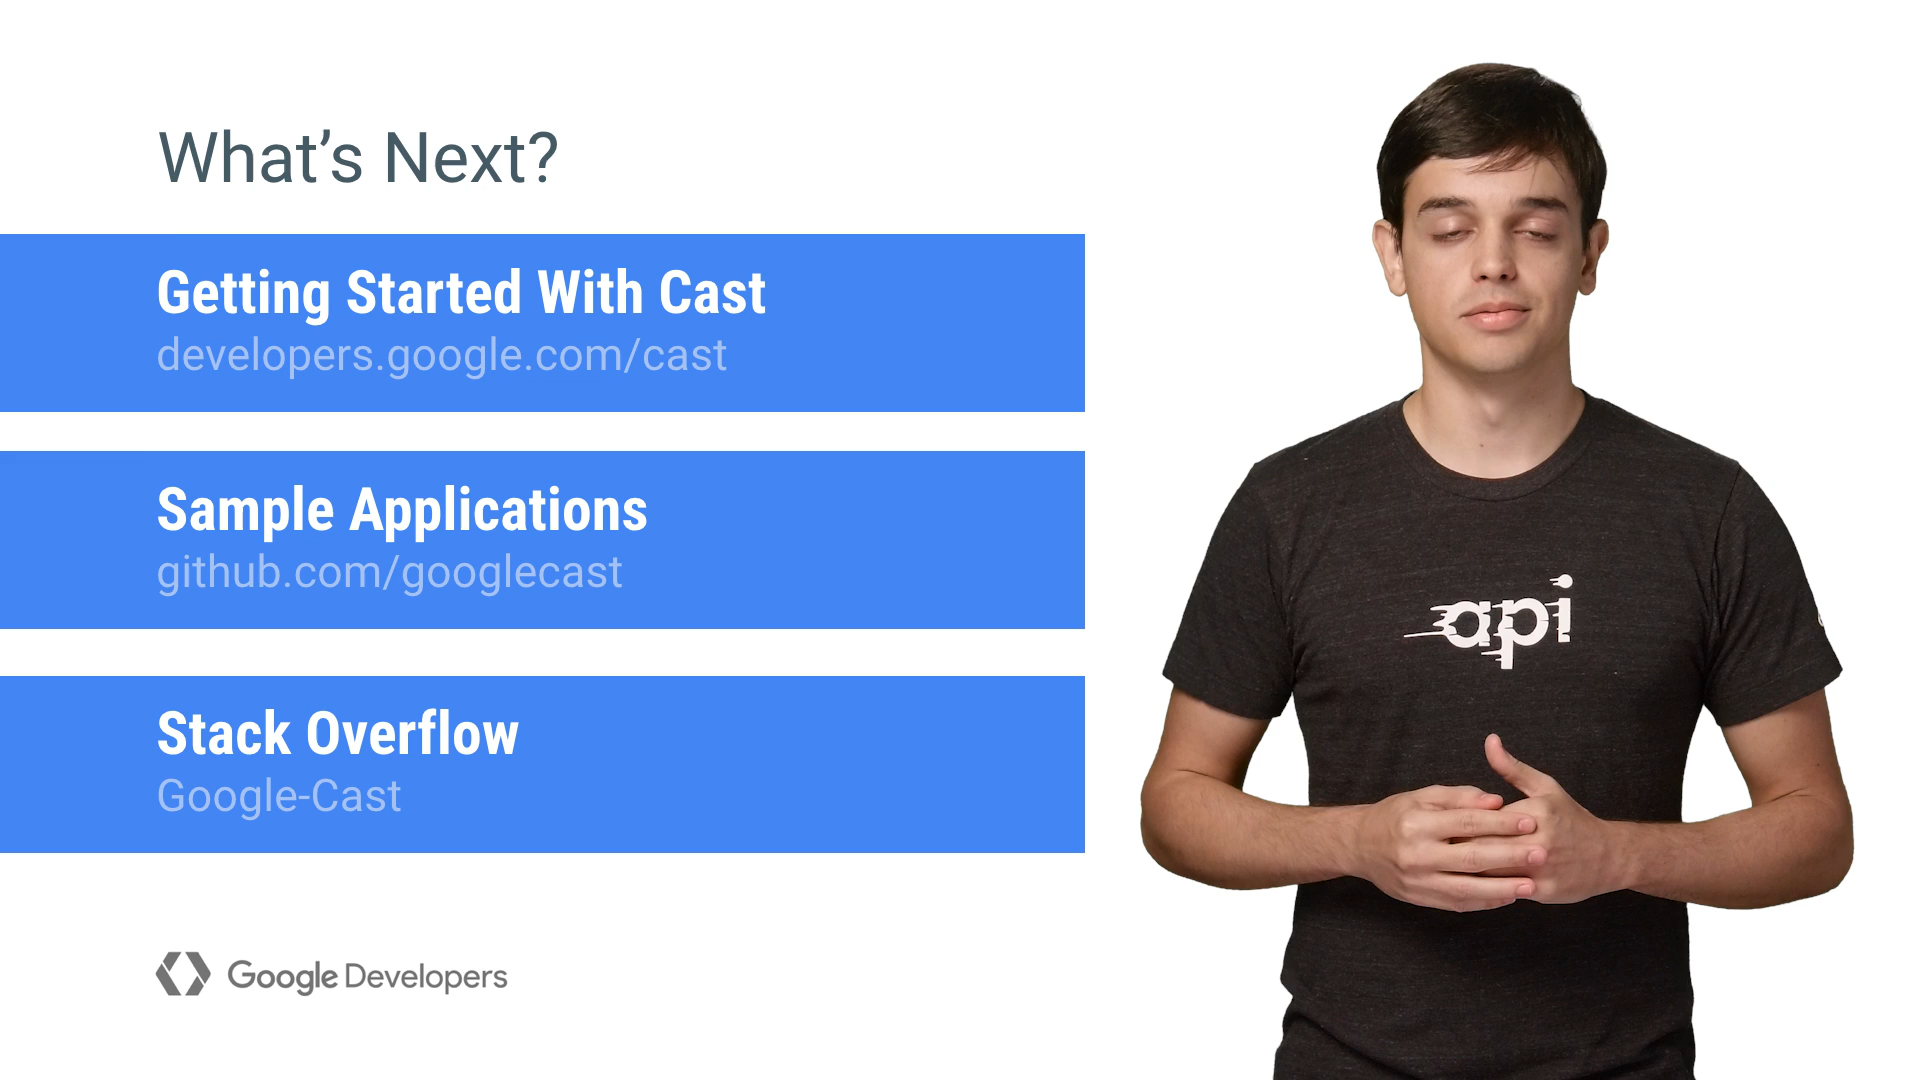 What’s Next?
Getting Started With Cast
developers.google.com/cast
Sample Applications
github.com/googlecast
Stack Overflow
Google-Cast
Google Developers
api